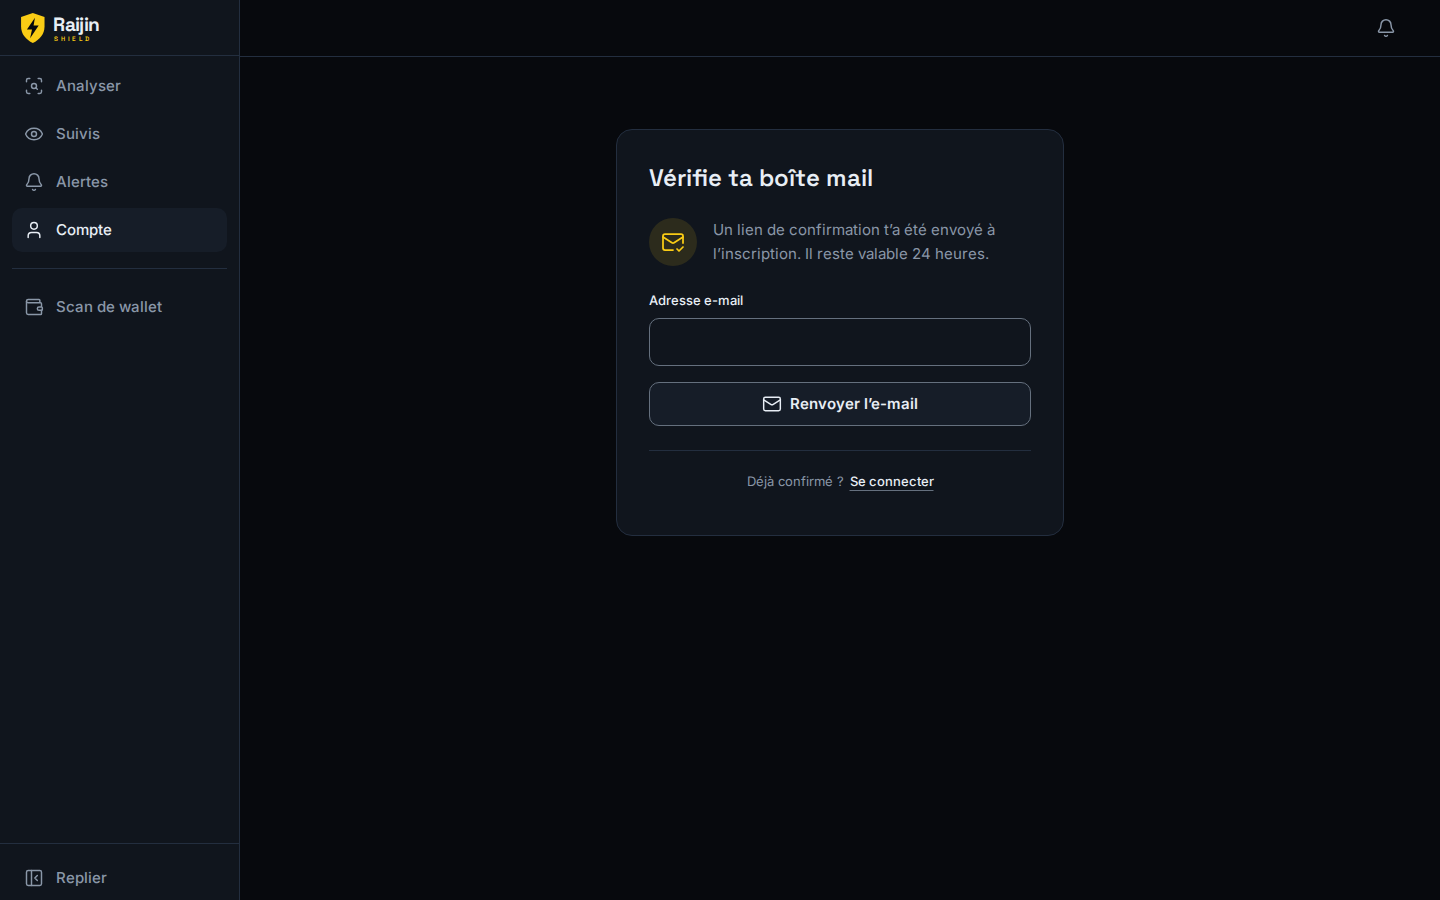 Raijin
SHIELD
Analyser
Suivis
Alertes
Compte
Scan de wallet
Replier
Vérifie ta boîte mail
Un lien de confirmation t’a été envoyé à
l’inscription. Il reste valable 24 heures.
Adresse e-mail
Renvoyer l’e-mail
Déjà confirmé ? Se connecter